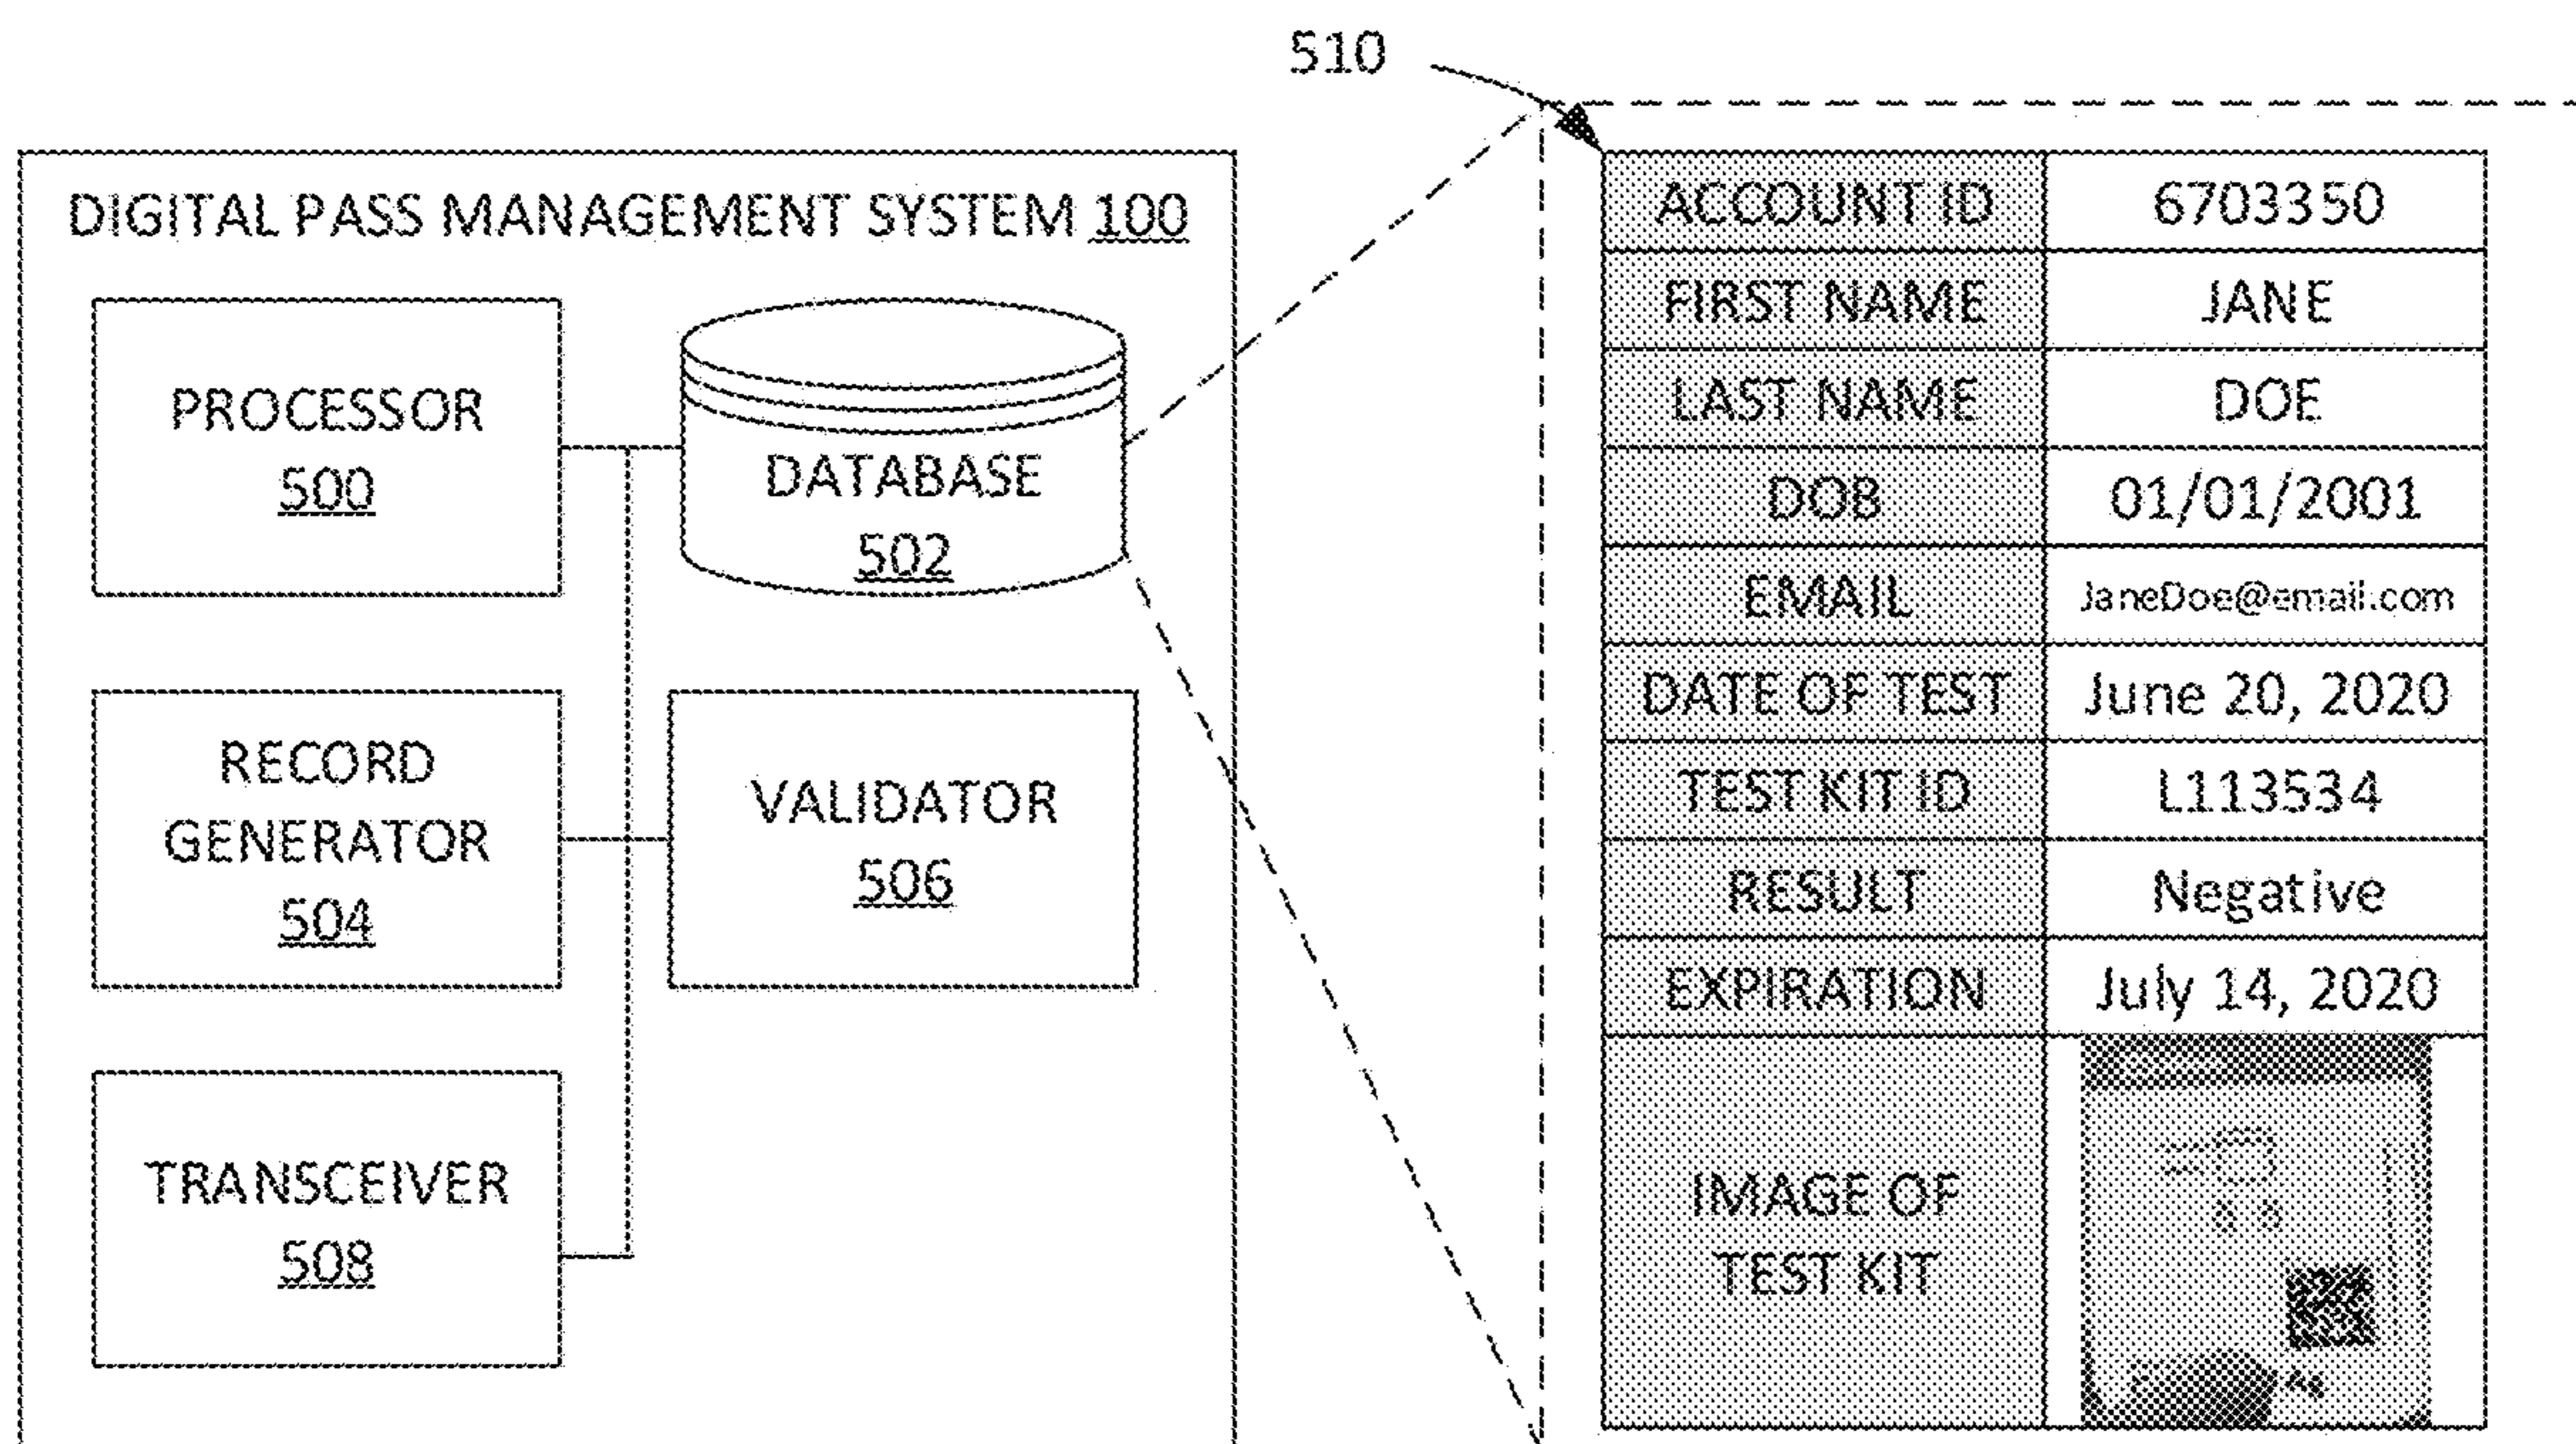 510
DIGITAL PASS MANAGEMENT SYSTEM 100
PROCESSOR
500
DATABASE
502
RECORD
GENERATOR
504
VALIDATOR
506
TRANSCEIVER
508
ACCOUNT ID 6703350
FIRST NAME JANE
LAST NAME DOE
DOB 01/01/2001
EMAIL JaneDoe@email.com
DATE OF TEST June 20, 2020
TEST KIT ID L113534
RESULT Negative
EXPIRATION July 14, 2020
IMAGE OF
TEST KIT